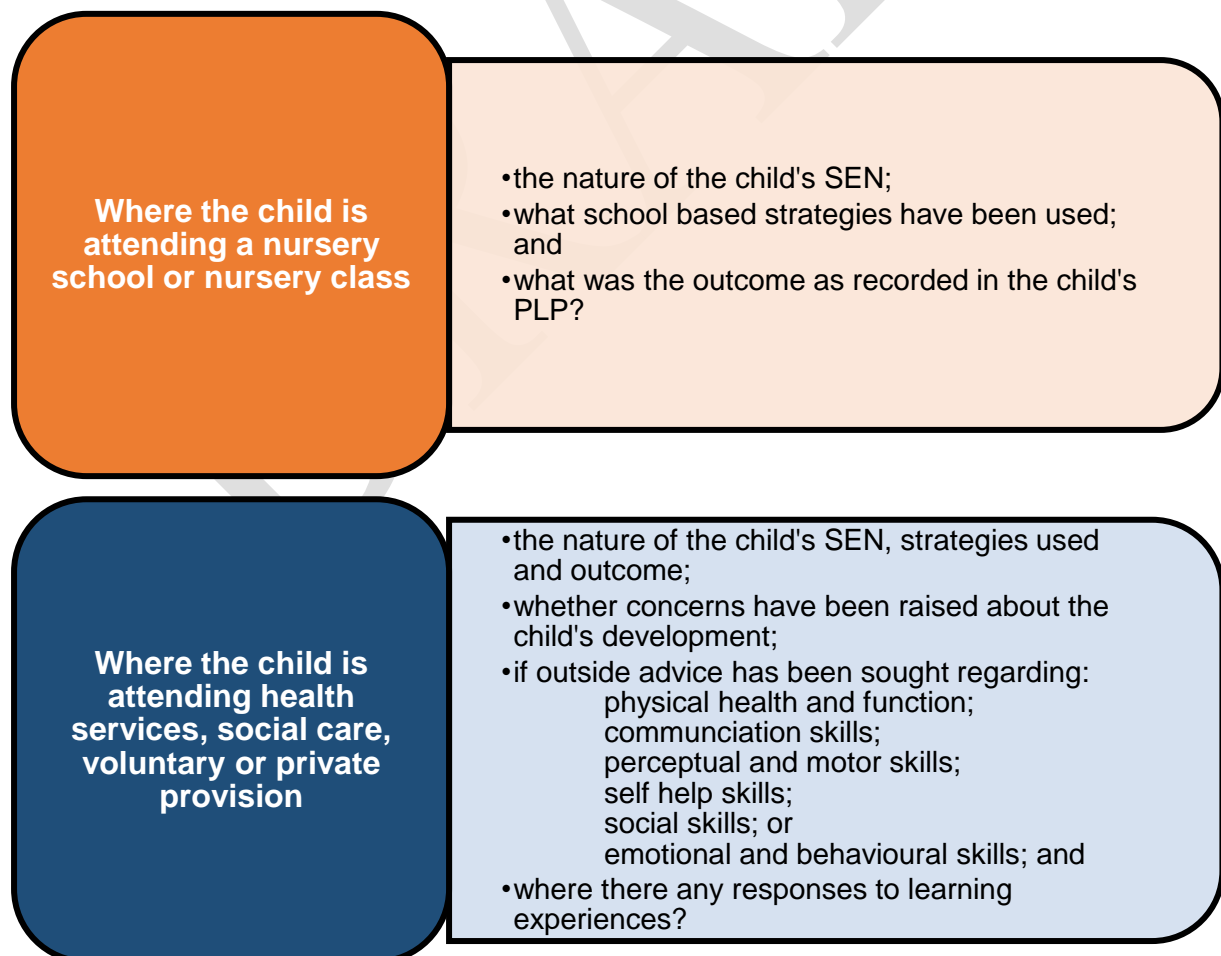 Where the child is
attending a nursery
school or nursery class
•the nature of the child's SEN;
•what school based strategies have been used;
and
•what was the outcome as recorded in the child's
PLP?
Where the child is
attending health
services, social care,
voluntary or private
provision
•the nature of the child's SEN, strategies used
and outcome;
•whether concerns have been raised about the
child's development;
•if outside advice has been sought regarding:
physical health and function;
communciation skills;
perceptual and motor skills;
self help skills;
social skills; or
emotional and behavioural skills; and
•where there any responses to learning
experiences?